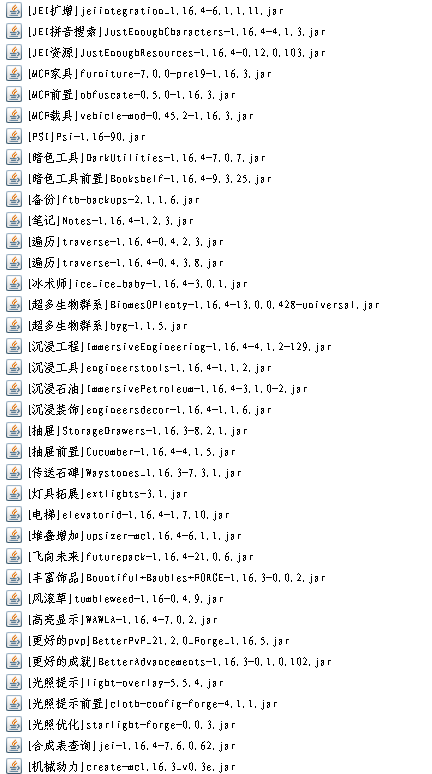 [JEI扩增]jeiintegration_1.16.4-6.1.1.11.jar
[JEI拼音搜索]JustEnoughCharacters-1.16.4-4.1.3.jar
[JEI资源]JustEnoughResources-1.16.4-0.12.0.103.jar
[MCF家具]furniture-7.0.0-pre19-1.16.3.jar
[MCF前置]obfuscate-0.5.0-1.16.3.jar
[MCF载具]vehicle-mod-0.45.2-1.16.3.jar
[PSI]Psi-1.16-90.jar
[暗色工具]DarkUtilities-1.16.4-7.0.7.jar
[暗色工具前置]Bookshelf-1.16.4-9.3.25.jar
[备份]ftb-backups-2.1.1.6.jar
[笔记]Notes-1.16.4-1.2.3.jar
[遍历]traverse-1.16.4-0.4.2.3.jar
[遍历]traverse-1.16.4-0.4.3.8.jar
[冰术师]ice_ice_baby-1.16.4-3.0.1.jar
[超多生物群系]BiomesOPlenty-1.16.4-13.0.0.428-universal.jar
[超多生物群系]byg-1.1.5.jar
[沉浸工程]ImmersiveEngineering-1.16.4-4.1.2-129.jar
[沉浸工具]engineerstools-1.16.4-1.1.2.jar
[沉浸石油]ImmersivePetroleum-1.16.4-3.1.0-2.jar
[沉浸装饰]engineersdecor-1.16.4-1.1.6.jar
[抽屉]StorageDrawers-1.16.3-8.2.1.jar
[抽屉前置]Cucumber-1.16.4-4.1.5.jar
[传送石碑]Waystones_1.16.3-7.3.1.jar
[灯具拓展]extlights-3.1.jar
[电梯]elevatorid-1.16.4-1.7.10.jar
[堆叠增加]upsizer-mc1.16.4-6.1.1.jar
[飞向未来]futurepack-1.16.4-21.0.6.jar
[丰富饰品]Bountiful+Baubles+FORGE-1.16.3-0.0.2.jar
[风滚草]tumbleweed-1.16-0.4.9.jar
[高亮显示]WAWLA-1.16.4-7.0.2.jar
[更好的pvp]BetterPvP_21.2.0_Forge_1.16.5.jar
[更好的成就]BetterAdvancements-1.16.3-0.1.0.102.jar
[光照提示]light-overlay-5.5.4.jar
[光照提示前置]cloth-config-forge-4.1.1.jar
[光照优化]starlight-forge-0.0.3.jar
[合成表查询]jei-1.16.4-7.6.0.62.jar
[机械动力]create-mc1.16.3_v0.3e.jar